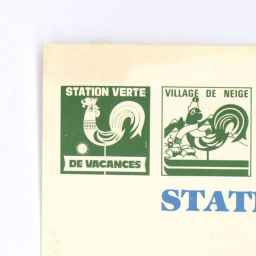 STATION VERTE
DE VACANCES
VILLAGE DE NEIGE
STATI